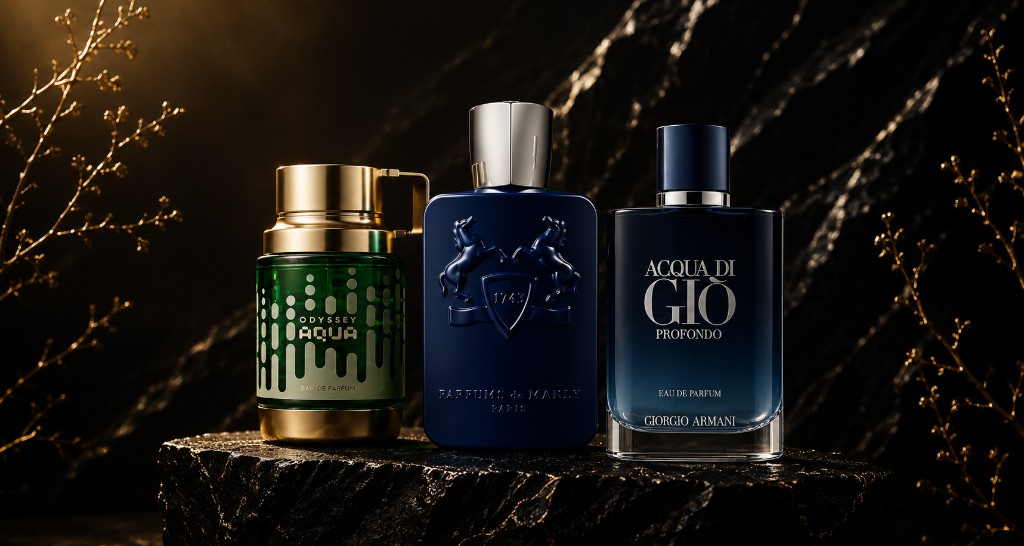 ODYSSEY
AQUA
EAU DE PARFUM
1743
PARFUMS de MARLY
PARIS
ACQUA DI
GIÒ
PROFONDO
EAU DE PARFUM
GIORGIO ARMANI